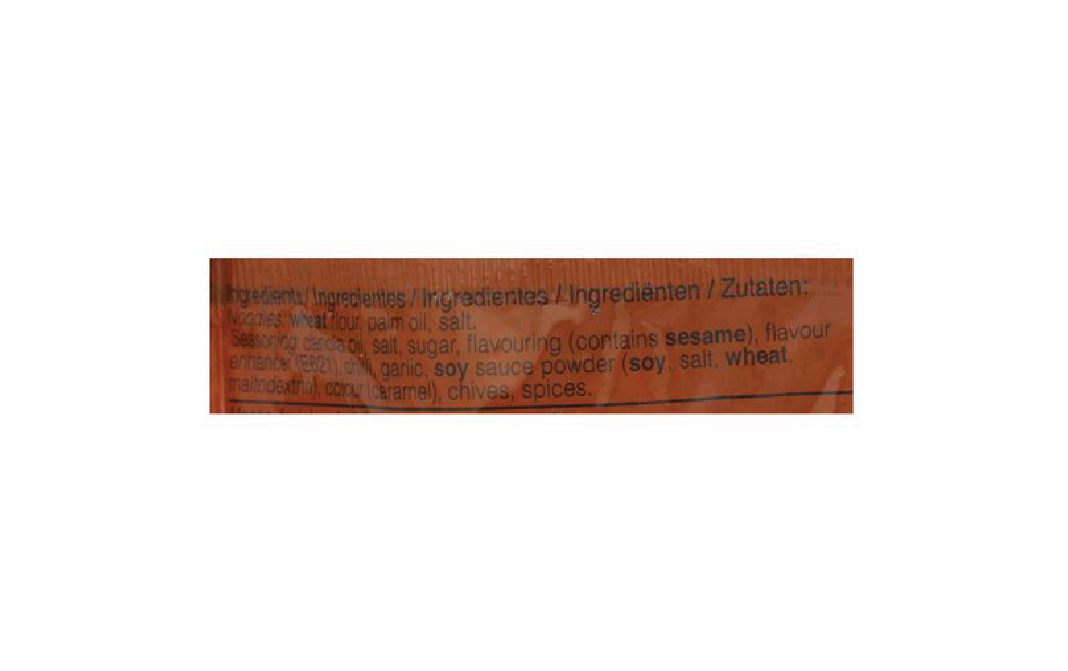 Ingredients / Ingredientes / Ingredientes / Ingrediënten / Zutaten:
Noodles: wheat flour, palm oil, salt.
Seasoning: canola oil, salt, sugar, flavouring (contains sesame), flavour
enhancer (E621), chilli, garlic, soy sauce powder (soy, salt, wheat,
maltodextrin), colour (caramel), chives, spices.